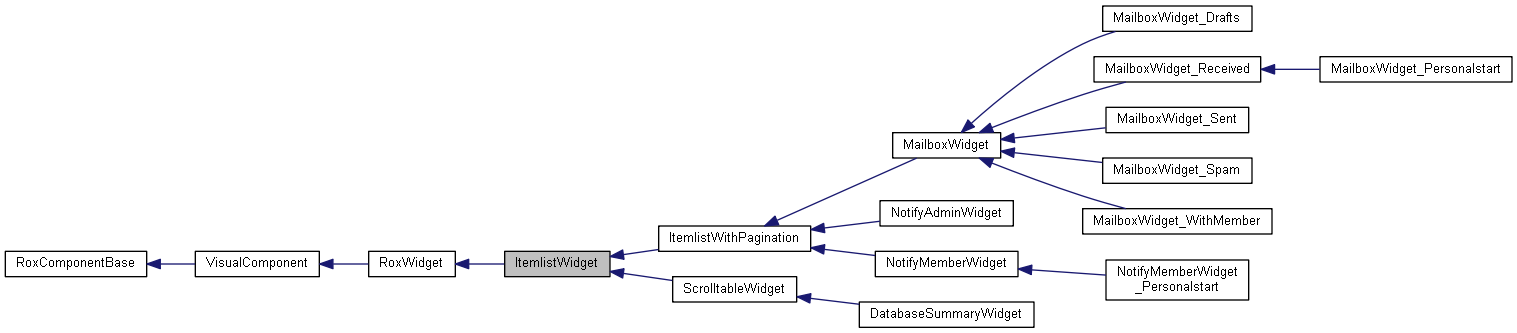 MailboxWidget_Drafts
MailboxWidget_Received
MailboxWidget_Personalstart
MailboxWidget_Sent
MailboxWidget
MailboxWidget_Spam
MailboxWidget_WithMember
NotifyAdminWidget
ItemlistWithPagination
RoxComponentBase
VisualComponent
RoxWidget
ItemlistWidget
NotifyMemberWidget
NotifyMemberWidget
_Personalstart
ScrolltableWidget
DatabaseSummaryWidget